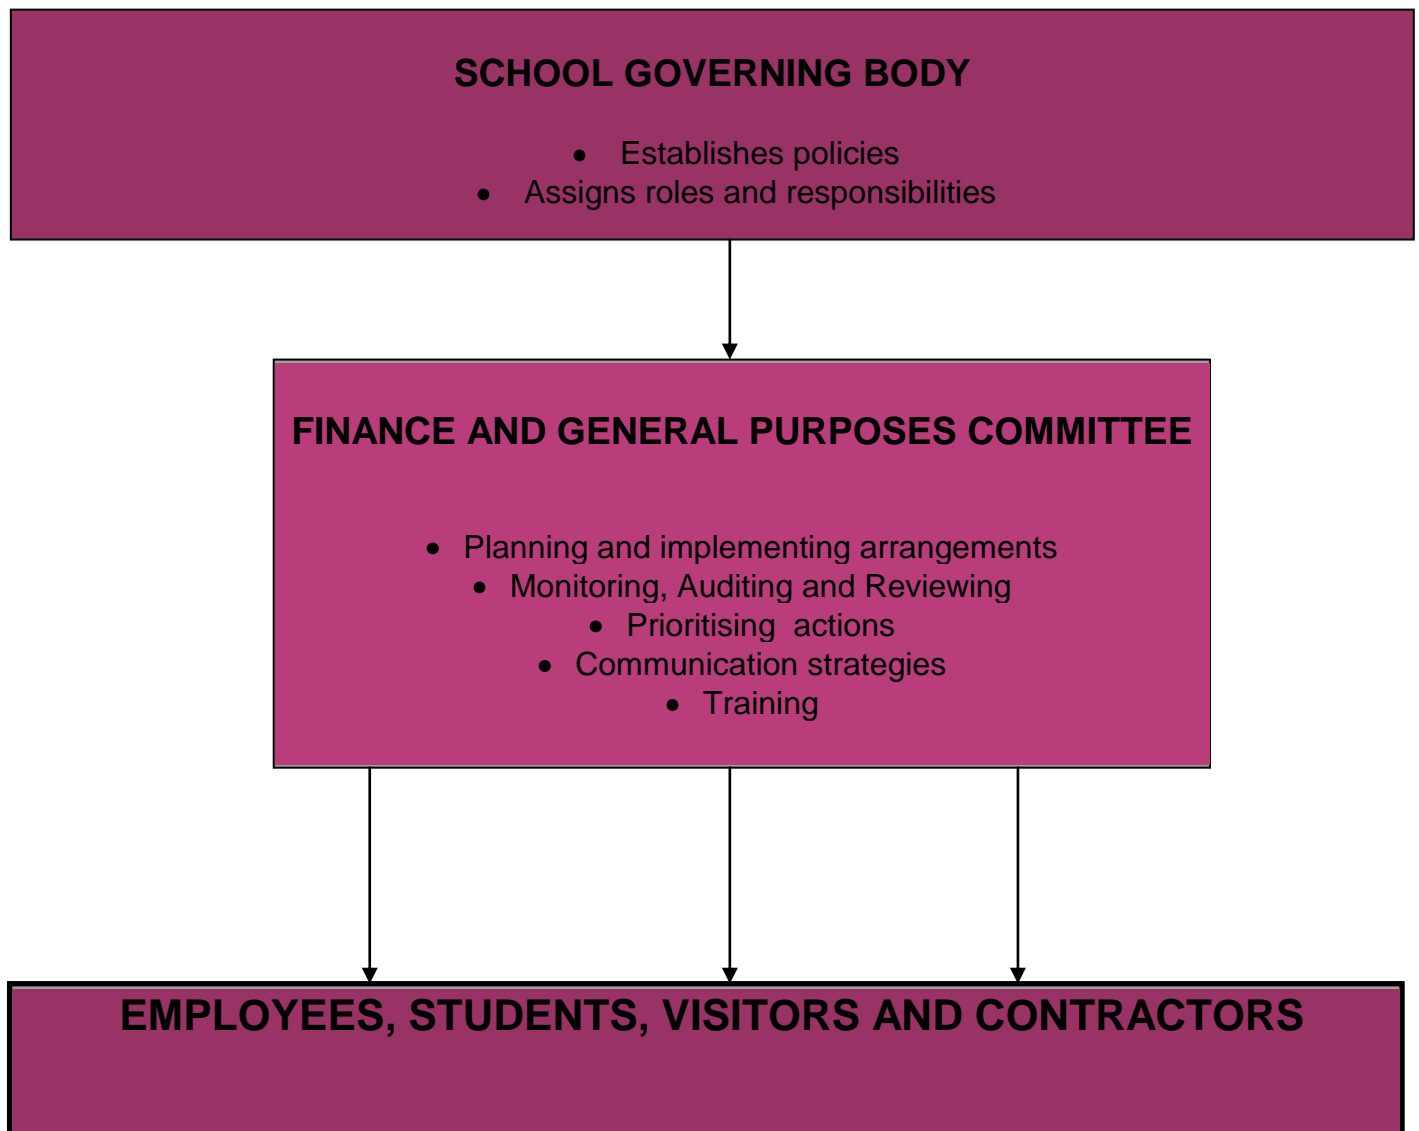 SCHOOL GOVERNING BODY
• Establishes policies
• Assigns roles and responsibilities
FINANCE AND GENERAL PURPOSES COMMITTEE
• Planning and implementing arrangements
• Monitoring, Auditing and Reviewing
• Prioritising  actions
• Communication strategies
• Training
EMPLOYEES, STUDENTS, VISITORS AND CONTRACTORS